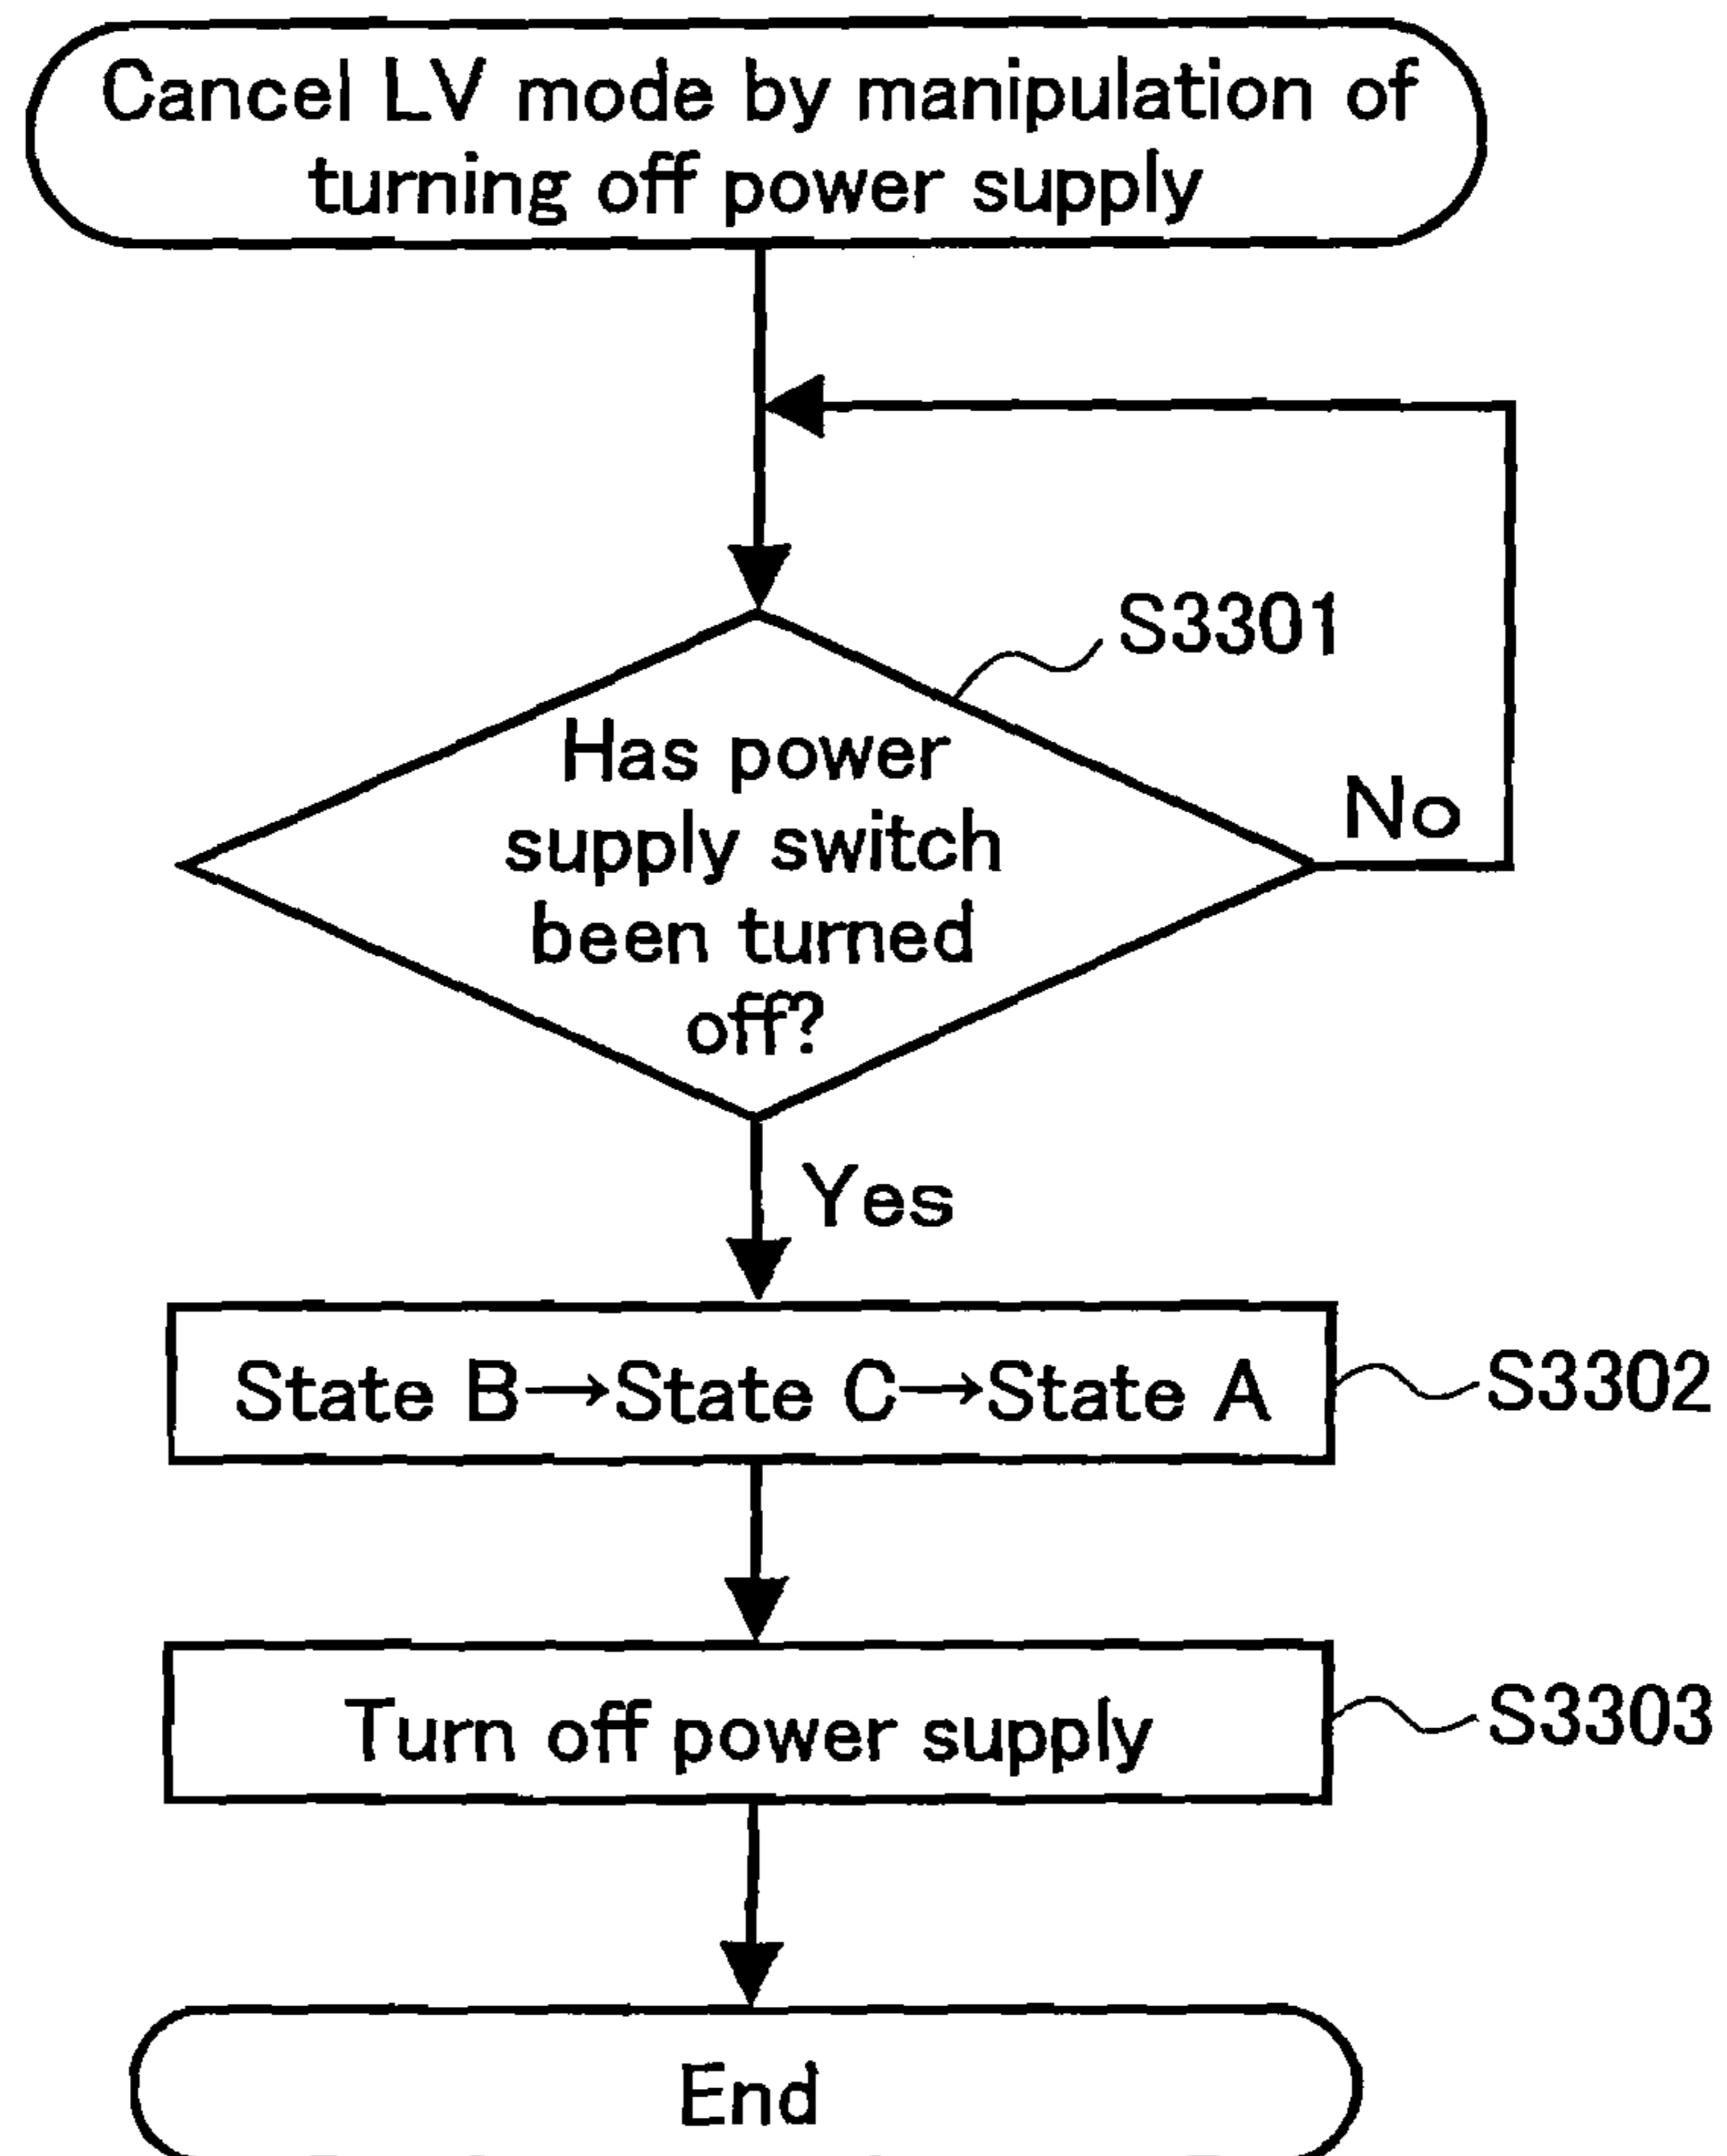 Cancel LV mode by manipulation of
turning off power supply
S3301
Has power
supply switch
been turned
off?
No
Yes
State B→State C→State A
S3302
Turn off power supply
S3303
End